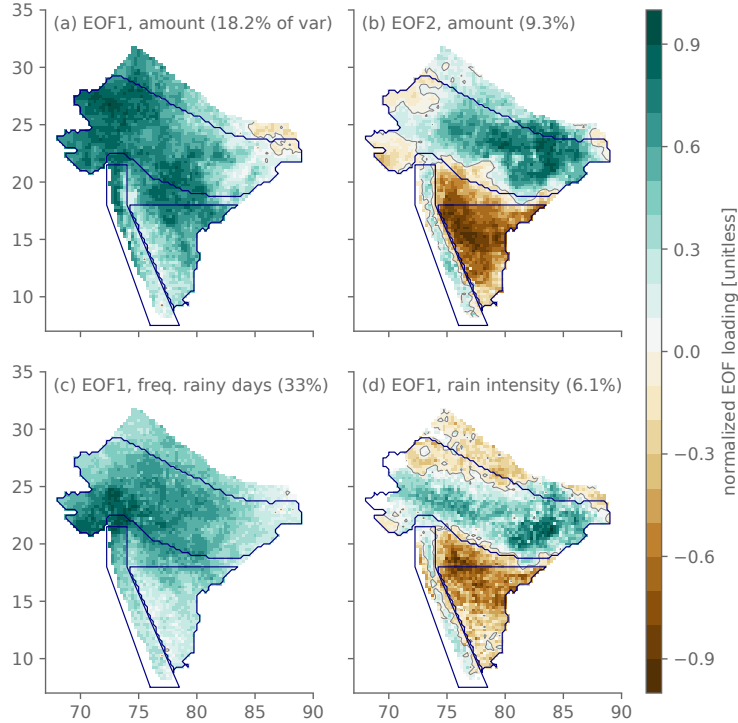 (a) EOF1, amount (18.2% of var)
(b) EOF2, amount (9.3%)
35
30
25
20
15
10
(c) EOF1, freq. rainy days (33%)
(d) EOF1, rain intensity (6.1%)
35
30
25
20
15
10
70 75 80 85 90
70 75 80 85 90
0.9
0.6
0.3
0.0
−0.3
−0.6
−0.9
normalized EOF loading [unitless]